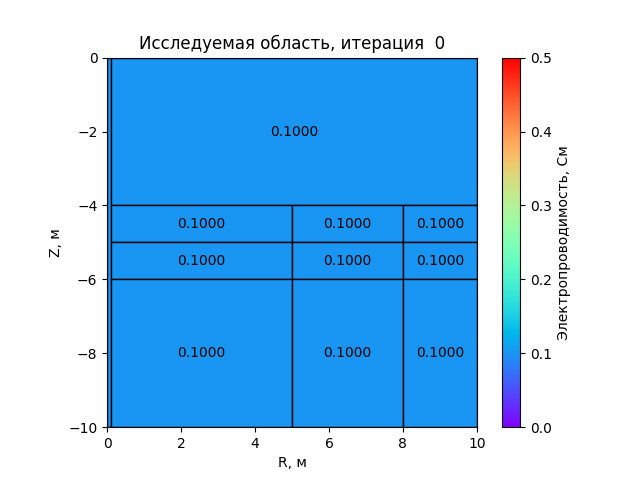 Исследуемая область, итерация  0
0
−2
−4
−6
−8
−10
Z, м
0.1000
0.1000 0.1000 0.1000
0.1000 0.1000 0.1000
0.1000 0.1000 0.1000
0 2 4 6 8 10
R, м
0.5
0.4
0.3
0.2
0.1
0.0
Электропроводимость, См